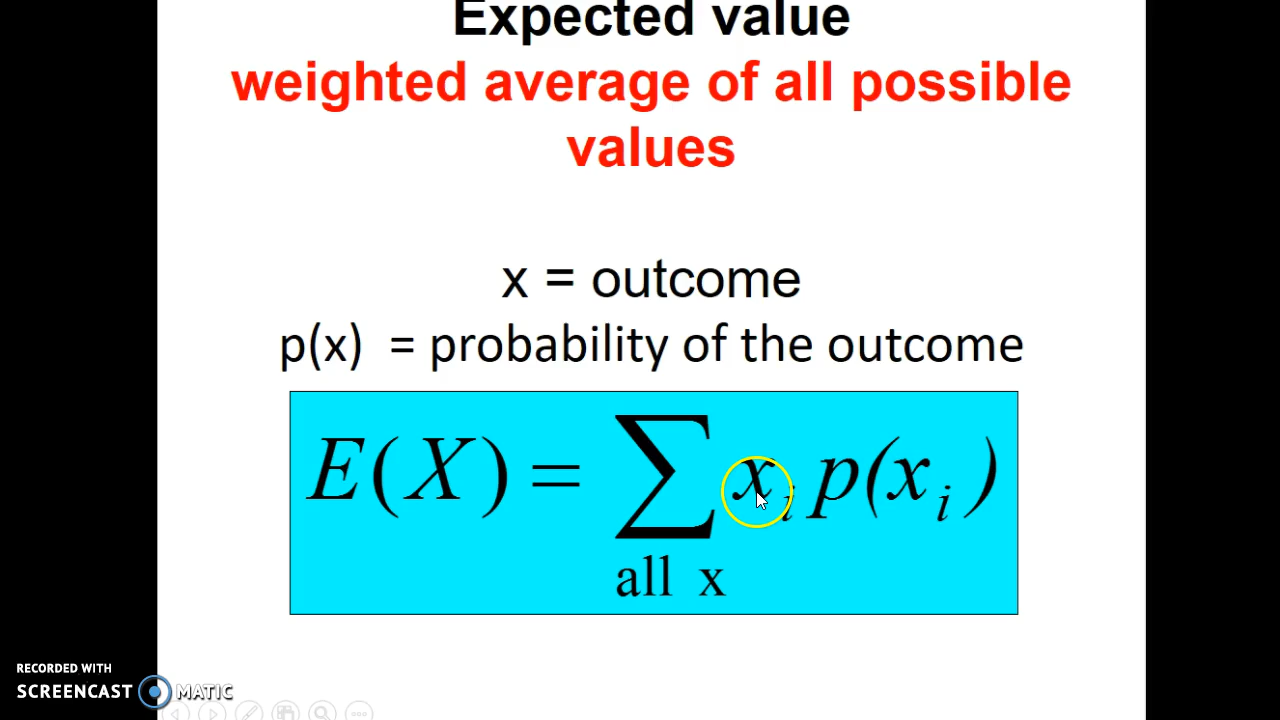 Expected value
weighted average of all possible
values
x = outcome
p(x) = probability of the outcome
E(X) = ∑ xᵢ p(xᵢ)
all x
RECORDED WITH
SCREENCAST MATIC